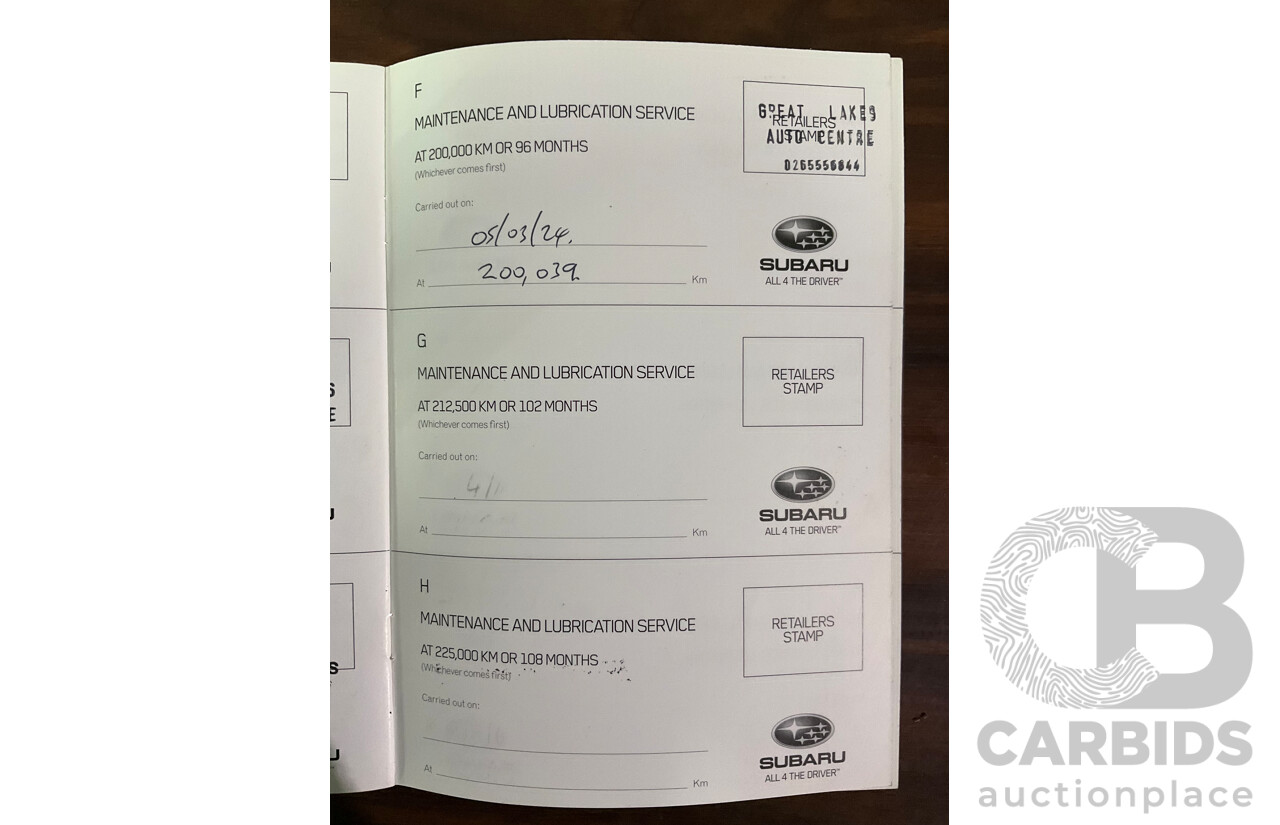 F
MAINTENANCE AND LUBRICATION SERVICE
AT 200,000 KM OR 96 MONTHS
(Whichever comes first)
Carried out on:
05/03/24.
At 200,039 Km
RETAILERS
STAMP
GREAT LAKES
AUTO CENTRE
SUBARU
ALL 4 THE DRIVER™
G
MAINTENANCE AND LUBRICATION SERVICE
AT 212,500 KM OR 102 MONTHS
(Whichever comes first)
Carried out on:
4/1
At Km
RETAILERS
STAMP
SUBARU
ALL 4 THE DRIVER™
H
MAINTENANCE AND LUBRICATION SERVICE
AT 225,000 KM OR 108 MONTHS
(Whichever comes first)
Carried out on:
At Km
RETAILERS
STAMP
SUBARU
ALL 4 THE DRIVER™
CB
CARBIDS
auctionplace